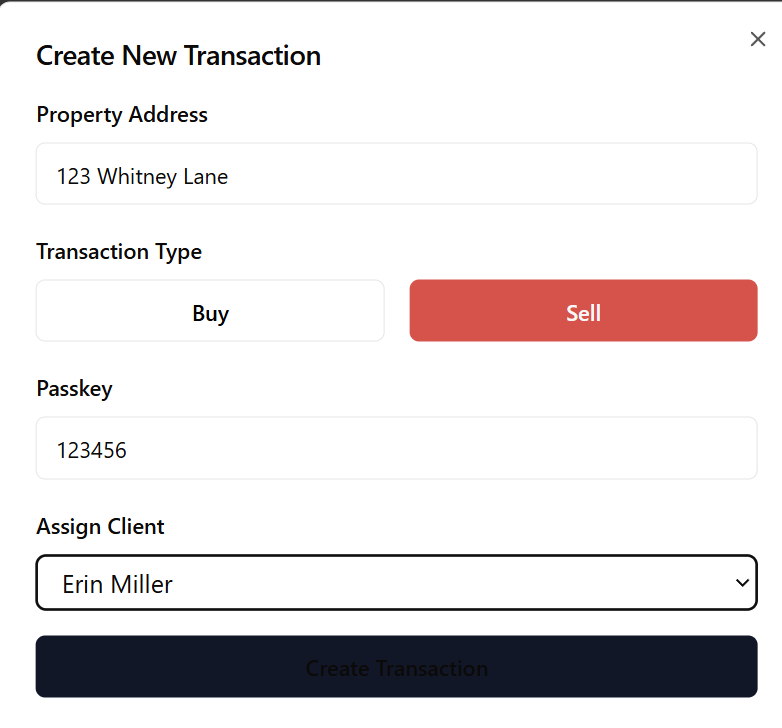 Create New Transaction
Property Address
123 Whitney Lane
Transaction Type
Buy
Sell
Passkey
123456
Assign Client
Erin Miller
Create Transaction